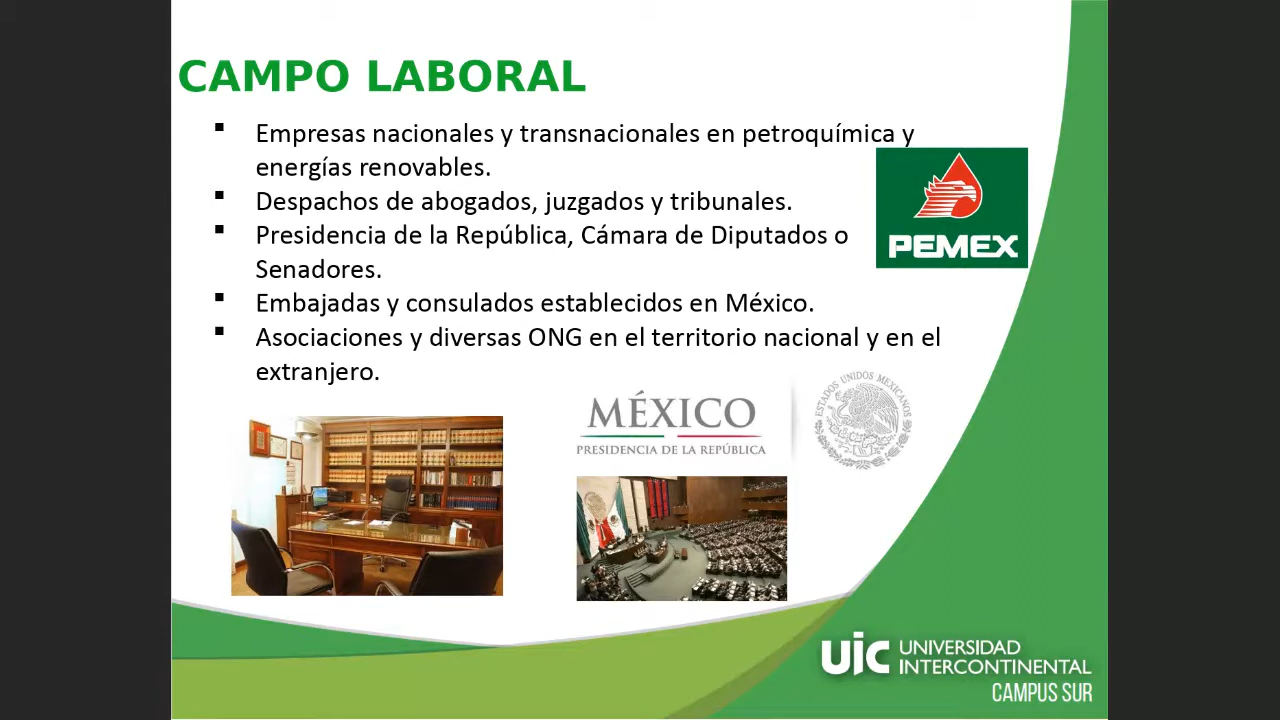 CAMPO LABORAL
▪ Empresas nacionales y transnacionales en petroquímica y
energías renovables.
▪ Despachos de abogados, juzgados y tribunales.
▪ Presidencia de la República, Cámara de Diputados o
Senadores.
▪ Embajadas y consulados establecidos en México.
▪ Asociaciones y diversas ONG en el territorio nacional y en el
extranjero.
PEMEX
MÉXICO
PRESIDENCIA DE LA REPÚBLICA
ESTADOS UNIDOS MEXICANOS
uic UNIVERSIDAD
INTERCONTINENTAL
CAMPUS SUR